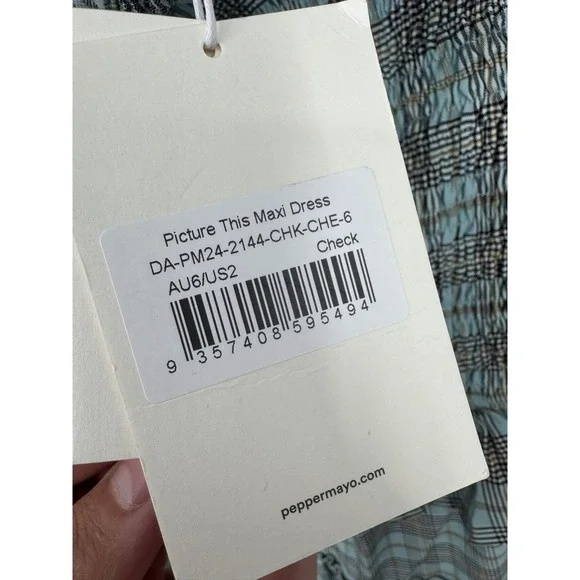 Picture This Maxi Dress
DA-PM24-2144-CHK-CHE-6
AU6/US2 Check
9 357408 595494
peppermayo.com